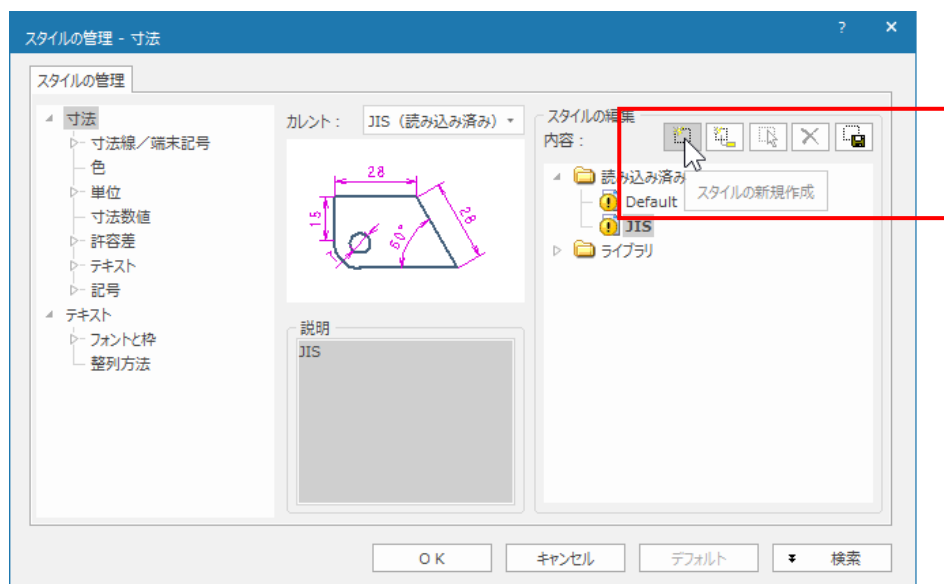 スタイルの管理 - 寸法
?
スタイルの管理
寸法
寸法線/端末記号
色
単位
寸法数値
許容差
テキスト
記号
テキスト
フォントと枠
整列方法
カレント: JIS (読み込み済み)
28
15
60°
28
説明
JIS
スタイルの編集
内容:
読み込み済み
スタイルの新規作成
Default
JIS
ライブラリ
OK
キャンセル
デフォルト
検索